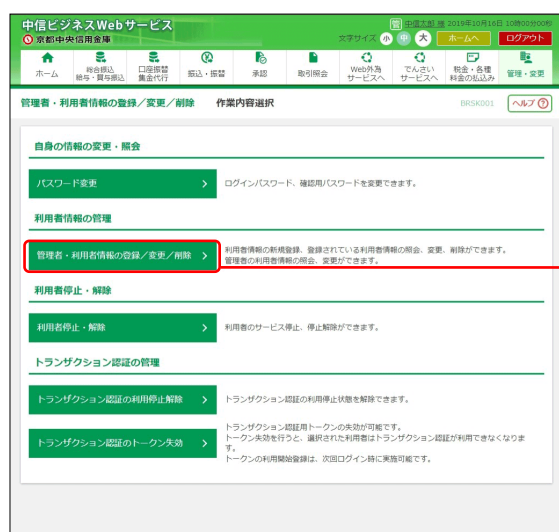 中信ビジネスWebサービス
京都中央信用金庫
管 中信太郎 様 2019年10月16日 10時00分00秒
文字サイズ 小 中 大 ホームへ ログアウト
ホーム
総合振込
給与・賞与振込
口座振替
集金代行
振込・振替
承認
取引照会
Web外為
サービスへ
でんさい
サービスへ
税金・各種
料金の払込み
管理・変更
管理者・利用者情報の登録/変更/削除 作業内容選択 BRSK001 ヘルプ ?
自身の情報の変更・照会
パスワード変更
ログインパスワード、確認用パスワードを変更できます。
利用者情報の管理
管理者・利用者情報の登録/変更/削除
利用者情報の新規登録、登録されている利用者情報の照会、変更、削除ができます。
管理者の利用者情報の照会、変更ができます。
利用者停止・解除
利用者停止・解除
利用者のサービス停止、停止解除ができます。
トランザクション認証の管理
トランザクション認証の利用停止解除
トランザクション認証の利用停止状態を解除できます。
トランザクション認証のトークン失効
トランザクション認証用トークンの失効が可能です。
トークン失効を行うと、選択された利用者はトランザクション認証が利用できなくなりま
す。
トークンの利用開始登録は、次回ログイン時に実施可能です。